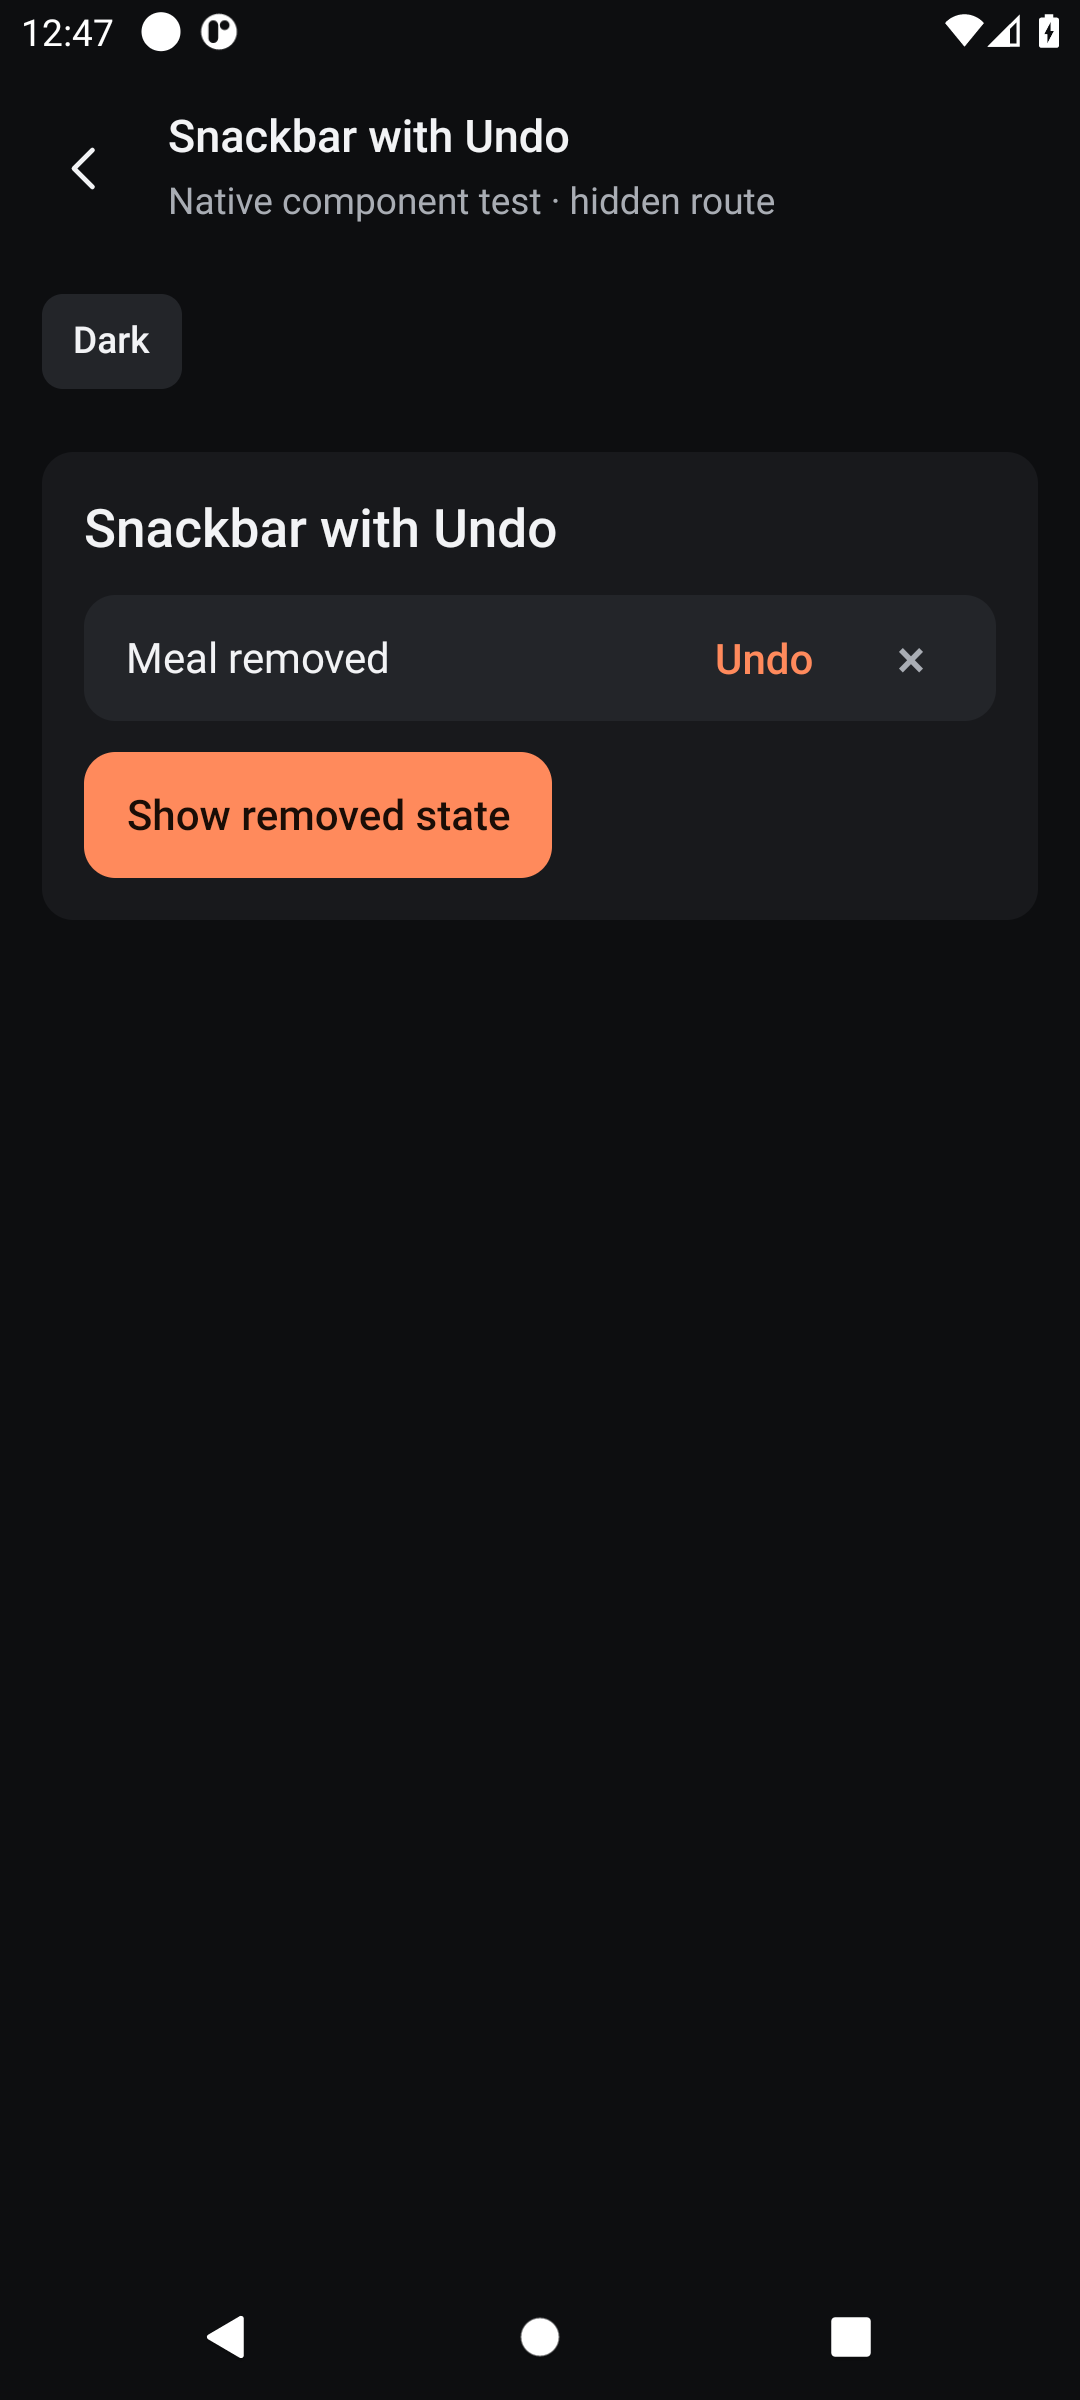 12:47
Snackbar with Undo
Native component test · hidden route
Dark
Snackbar with Undo
Meal removed Undo ×
Show removed state